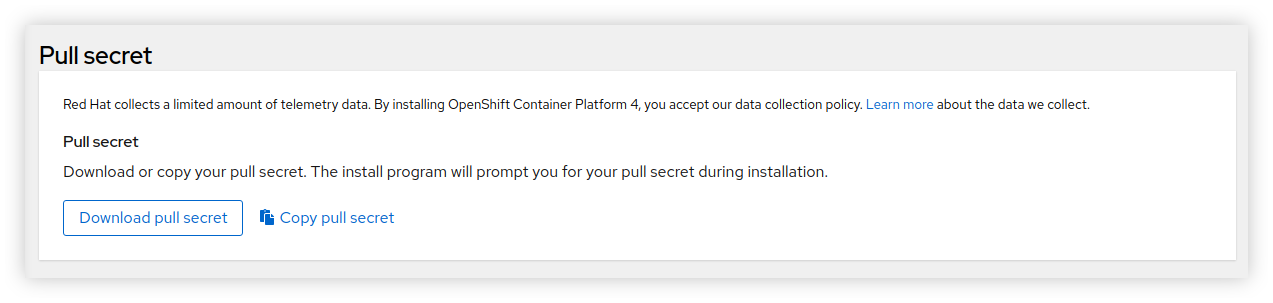 Pull secret
Red Hat collects a limited amount of telemetry data. By installing OpenShift Container Platform 4, you accept our data collection policy. Learn more about the data we collect.
Pull secret
Download or copy your pull secret. The install program will prompt you for your pull secret during installation.
Download pull secret Copy pull secret